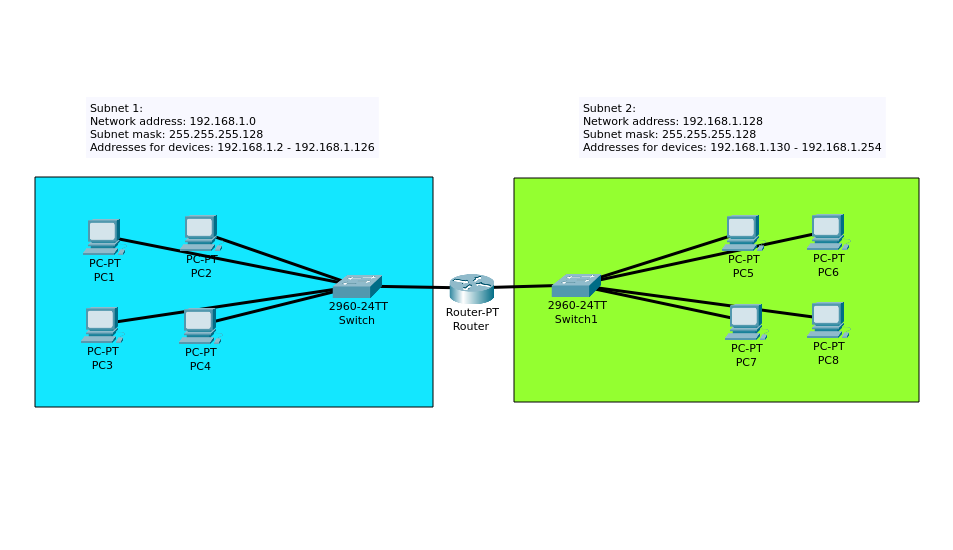 Subnet 1:
Network address: 192.168.1.0
Subnet mask: 255.255.255.128
Addresses for devices: 192.168.1.2 - 192.168.1.126
Subnet 2:
Network address: 192.168.1.128
Subnet mask: 255.255.255.128
Addresses for devices: 192.168.1.130 - 192.168.1.254
PC-PT
PC1
PC-PT
PC2
PC-PT
PC3
PC-PT
PC4
2960-24TT
Switch
Router-PT
Router
2960-24TT
Switch1
PC-PT
PC5
PC-PT
PC6
PC-PT
PC7
PC-PT
PC8